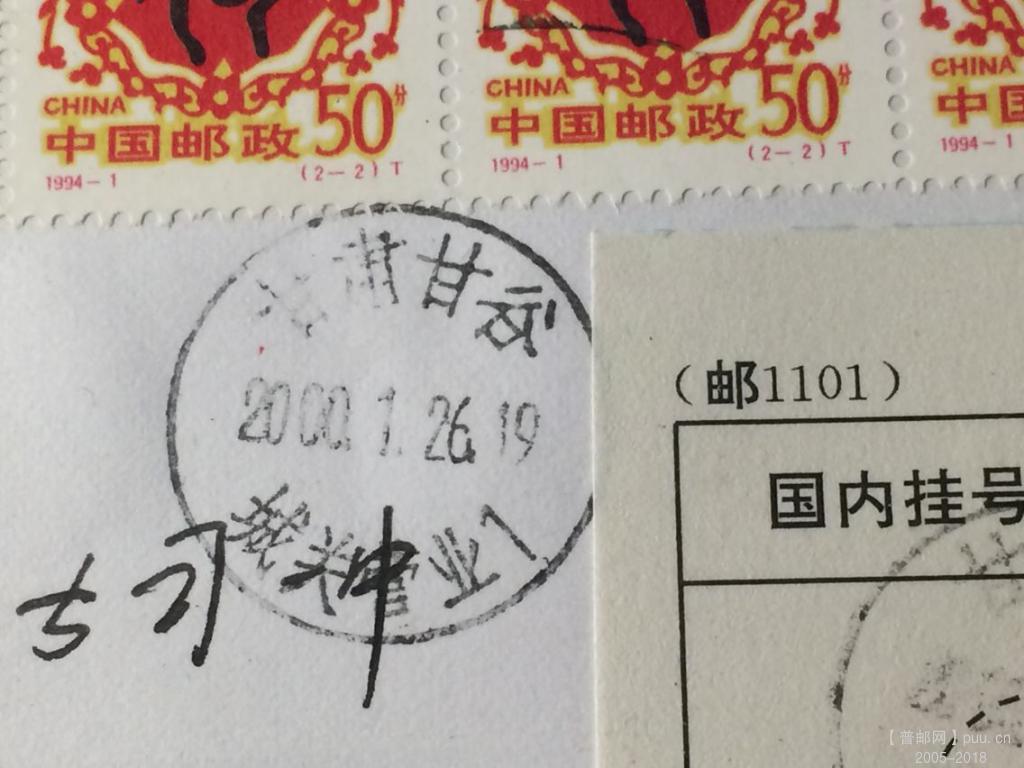 CHINA 50分
中国邮政
1994-1 (2-2)T
CHINA 50分
中国邮政
1994-1 (2-2)T
CHINA
中国
1994-1
肃甘
2000.1.26.19
营业
(邮1101)
国内挂号
【普邮网】puu.cn
2005-2018